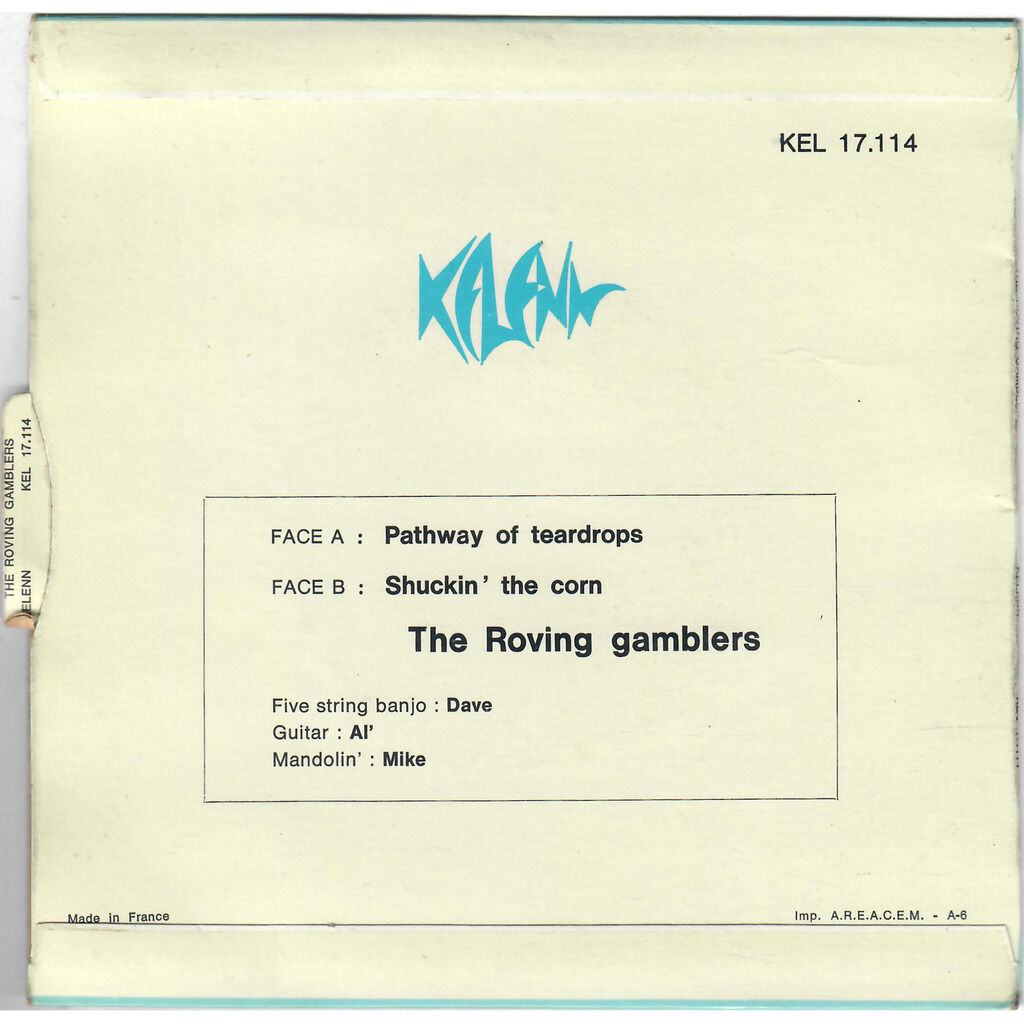 KEL 17.114
KELENN
FACE A : Pathway of teardrops
FACE B : Shuckin' the corn
The Roving gamblers
Five string banjo : Dave
Guitar : Al'
Mandolin' : Mike
THE ROVING GAMBLERS
ELENN KEL 17.114
Made in France
Imp. A.R.E.A.C.E.M. - A-6